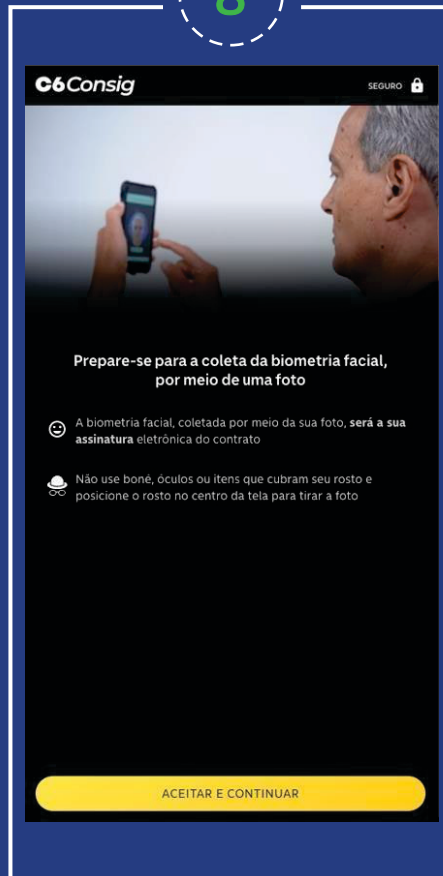 C6Consig
SEGURO
Prepare-se para a coleta da biometria facial,
por meio de uma foto
A biometria facial, coletada por meio da sua foto, será a sua
assinatura eletrônica do contrato
Não use boné, óculos ou itens que cubram seu rosto e
posicione o rosto no centro da tela para tirar a foto
ACEITAR E CONTINUAR